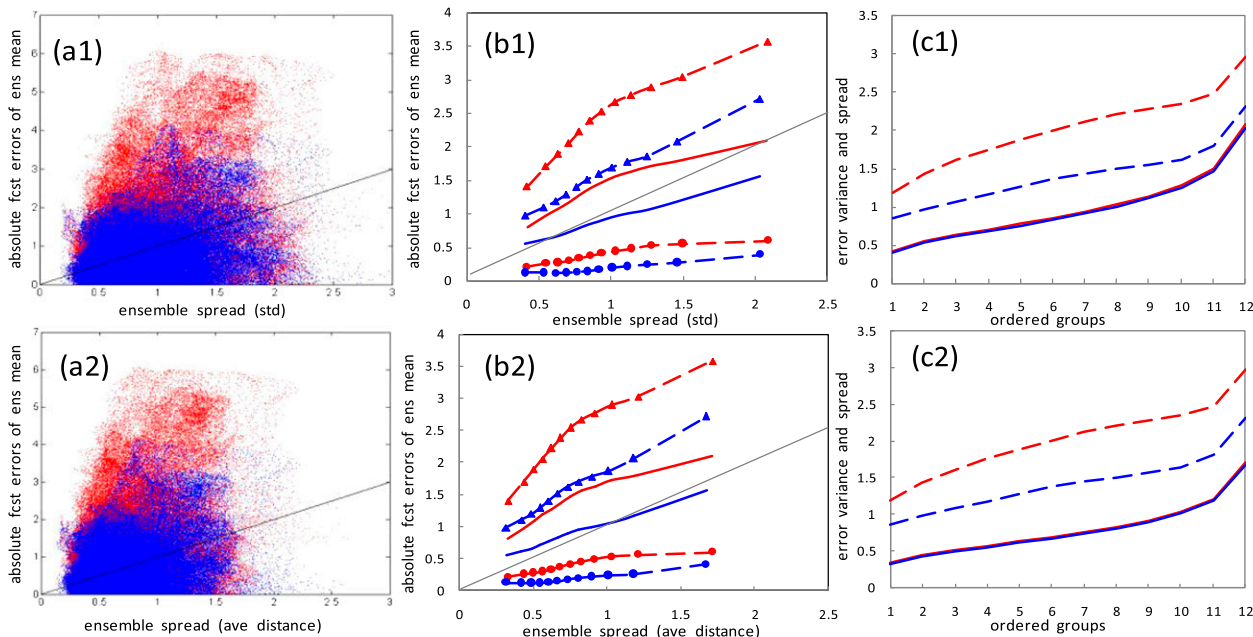 (a1)
absolute fcst errors of ens mean
7
6
5
4
3
2
1
0
0 0.5 1 1.5 2 2.5 3
ensemble spread (std)
(b1)
absolute fcst errors of ens mean
4
3.5
3
2.5
2
1.5
1
0.5
0
0 0.5 1 1.5 2 2.5
ensemble spread (std)
(c1)
error variance and spread
3.5
3
2.5
2
1.5
1
0.5
0
1 2 3 4 5 6 7 8 9 10 11 12
ordered groups
(a2)
absolute fcst errors of ens mean
7
6
5
4
3
2
1
0
0 0.5 1 1.5 2 2.5 3
ensemble spread (ave distance)
(b2)
absolute fcst errors of ens mean
4
3.5
3
2.5
2
1.5
1
0.5
0
0 0.5 1 1.5 2 2.5
ensemble spread (ave distance)
(c2)
error variance and spread
3.5
3
2.5
2
1.5
1
0.5
0
1 2 3 4 5 6 7 8 9 10 11 12
ordered groups